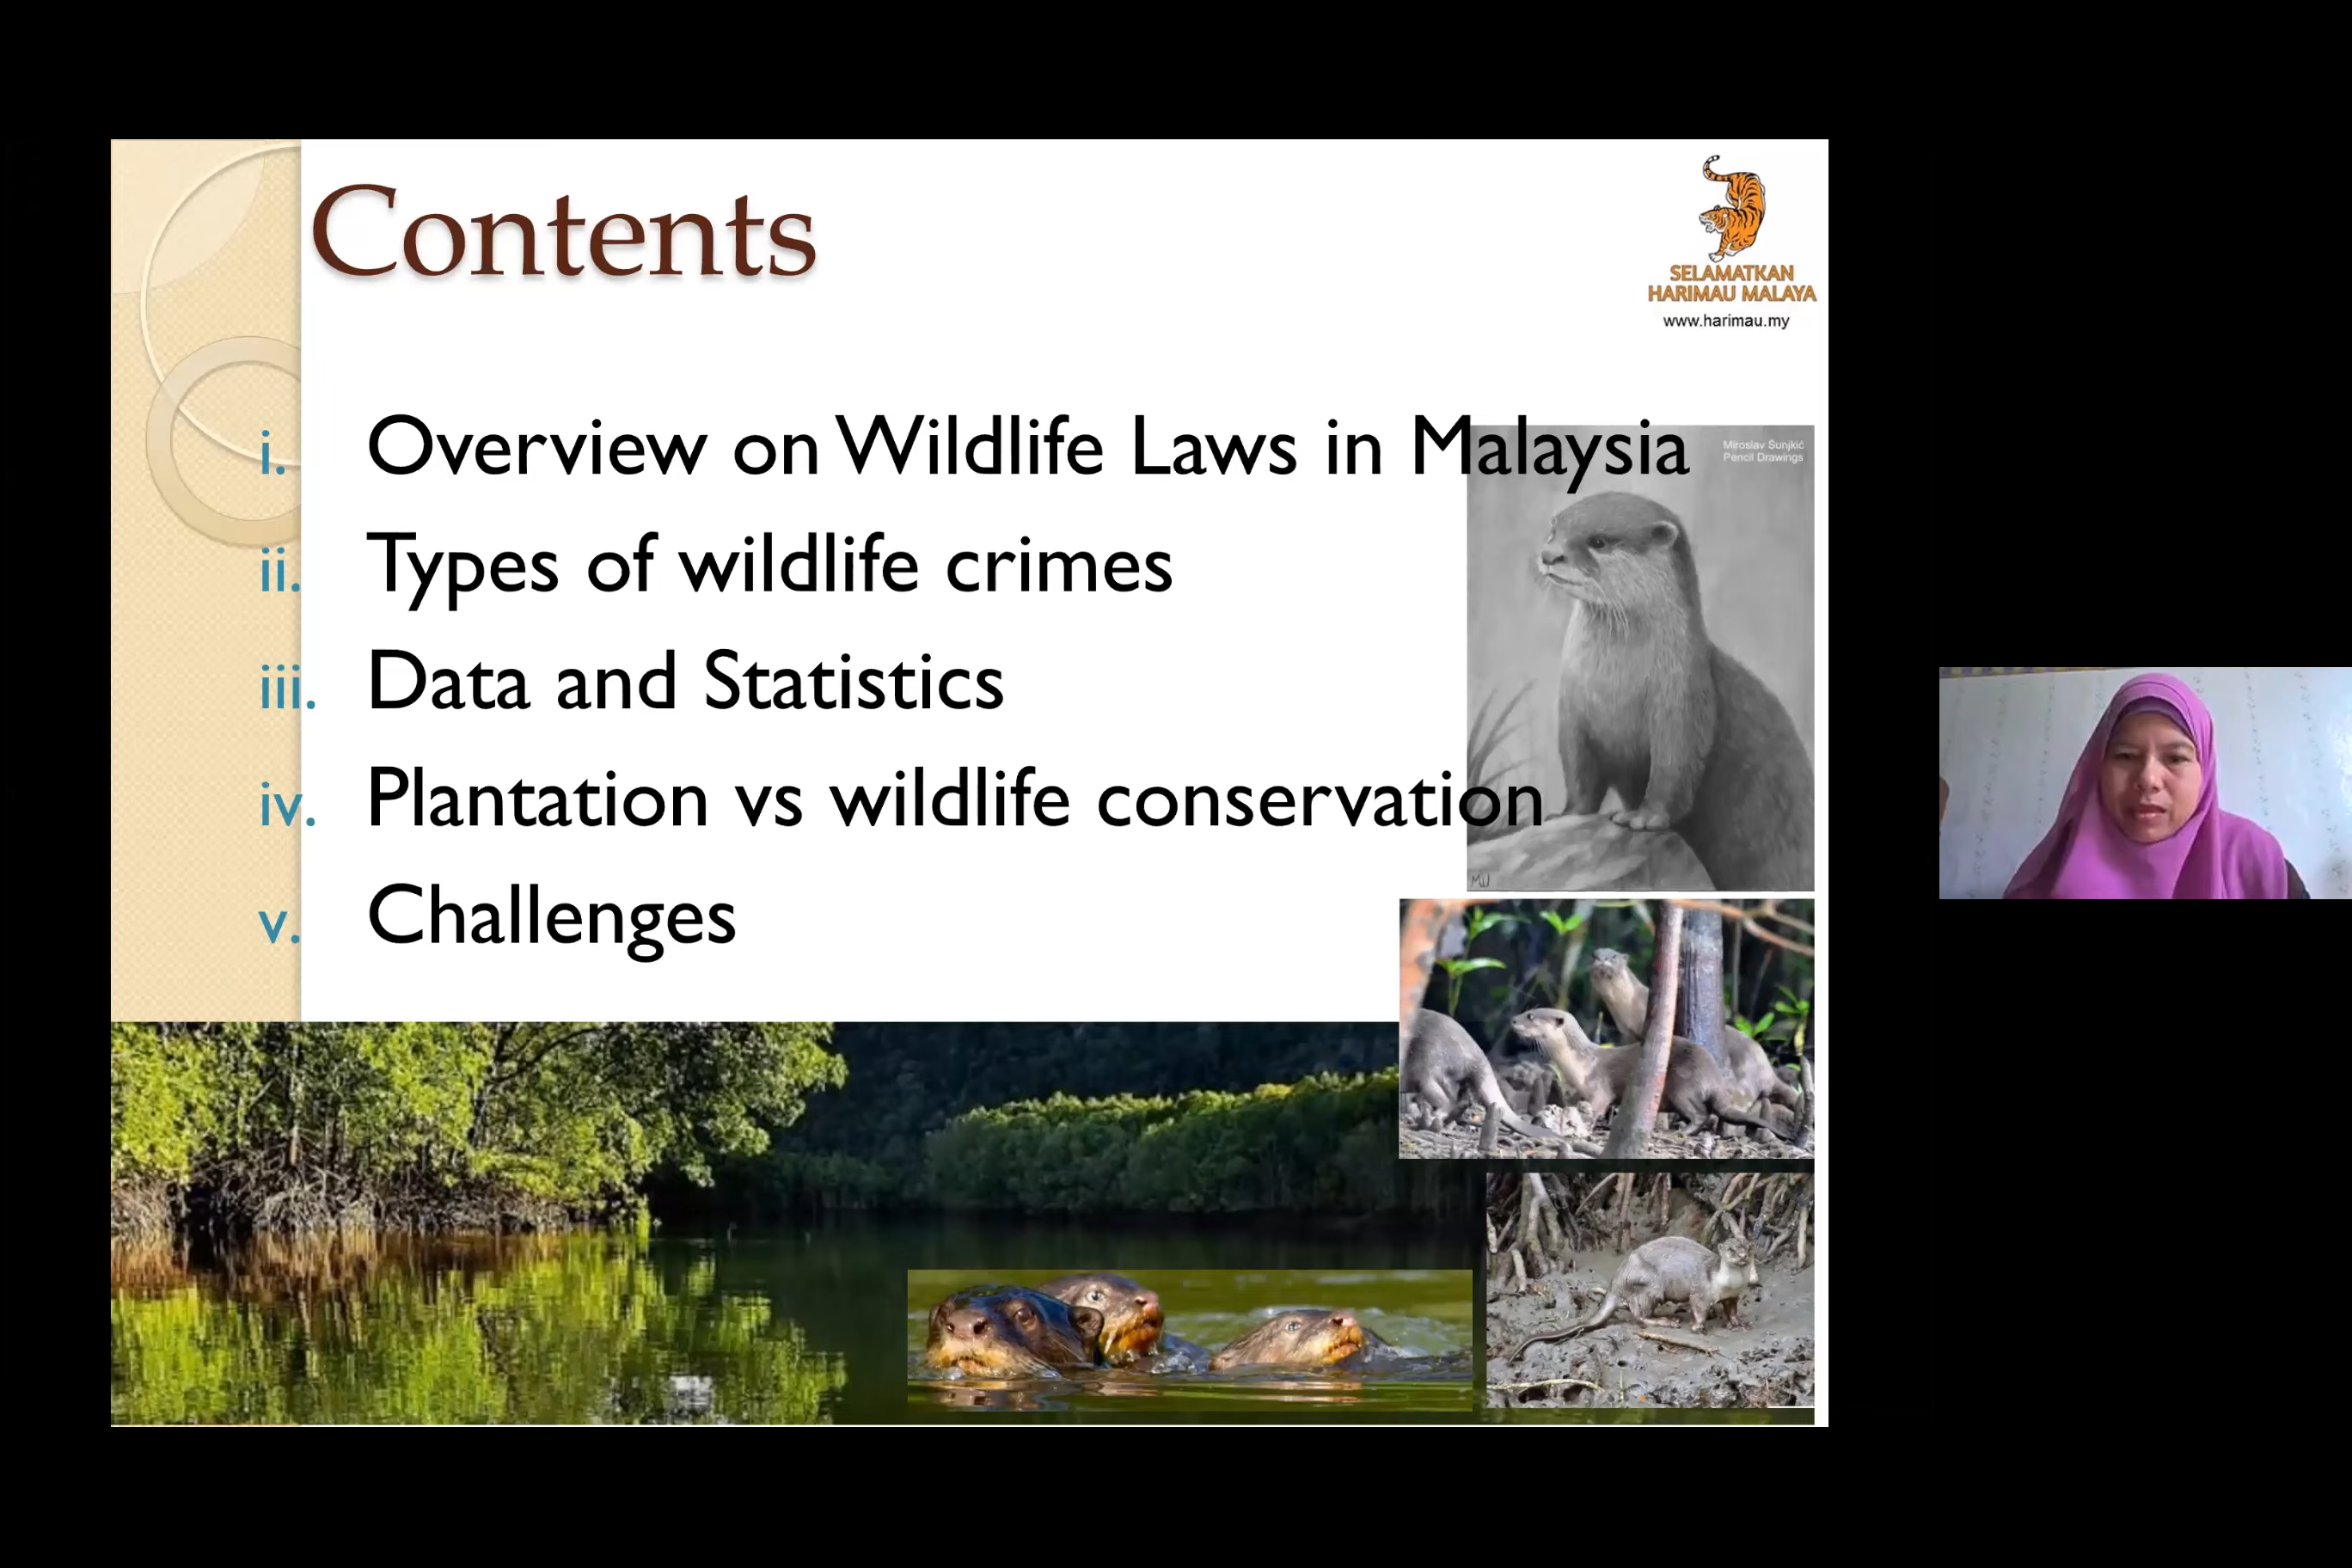 Contents
SELAMATKAN
HARIMAU MALAYA
www.harimau.my
i. Overview on Wildlife Laws in Malaysia
Miroslav Sunjkić
Pencil Drawings
ii. Types of wildlife crimes
iii. Data and Statistics
iv. Plantation vs wildlife conservation
v. Challenges